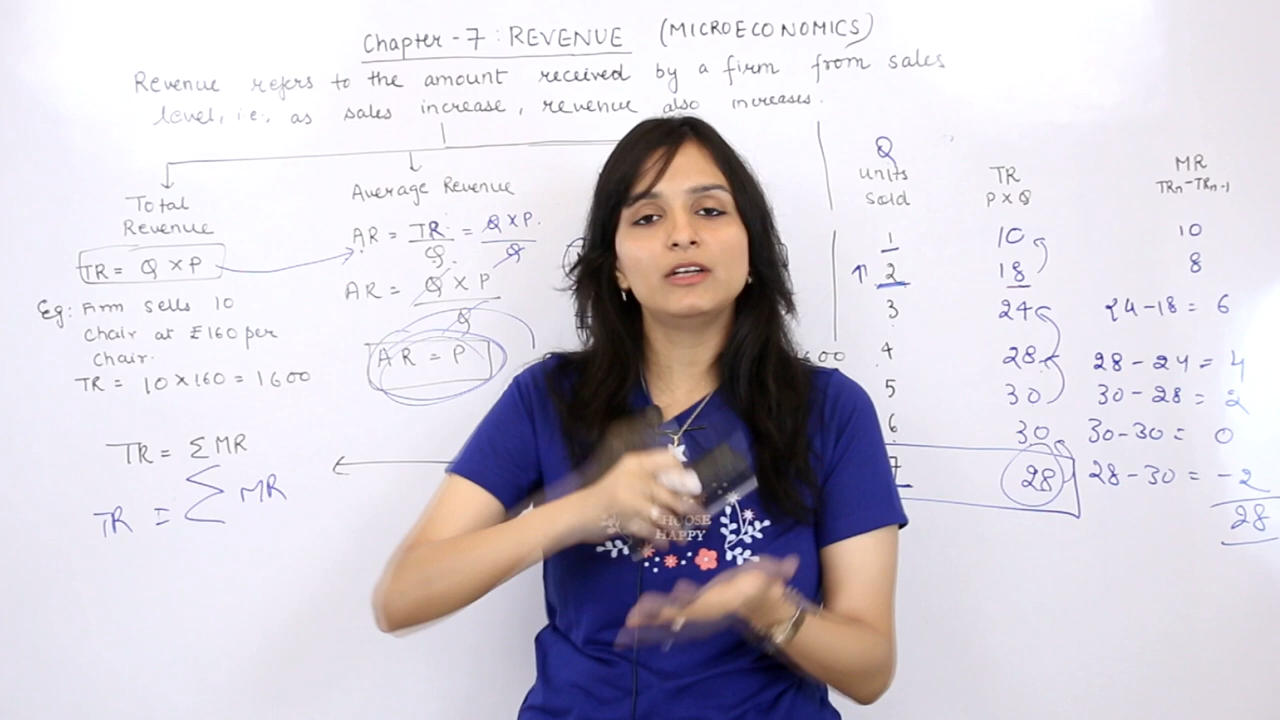 Chapter-7: REVENUE (MICROECONOMICS)
Revenue refers to the amount received by a firm from sales
level, i.e., as sales increase, revenue also increases.
Total
Revenue
TR = Q × P
Eg: Firm sells 10
chair at ₤160 per
chair.
TR = 10 × 160 = 1600
TR = Σ MR
TR = Σ MR
Average Revenue
AR = TR/Q = Q × P/Q
AR = Q × P/Q
AR = P
1600
CHOOSE
HAPPY
Q units sold TR P × Q MR TRn - TRn-1
1 10 10
↑ 2 18 8
3 24 24 - 18 = 6
4 28 28 - 24 = 4
5 30 30 - 28 = 2
6 30 30 - 30 = 0
7 28 28 - 30 = -2
28